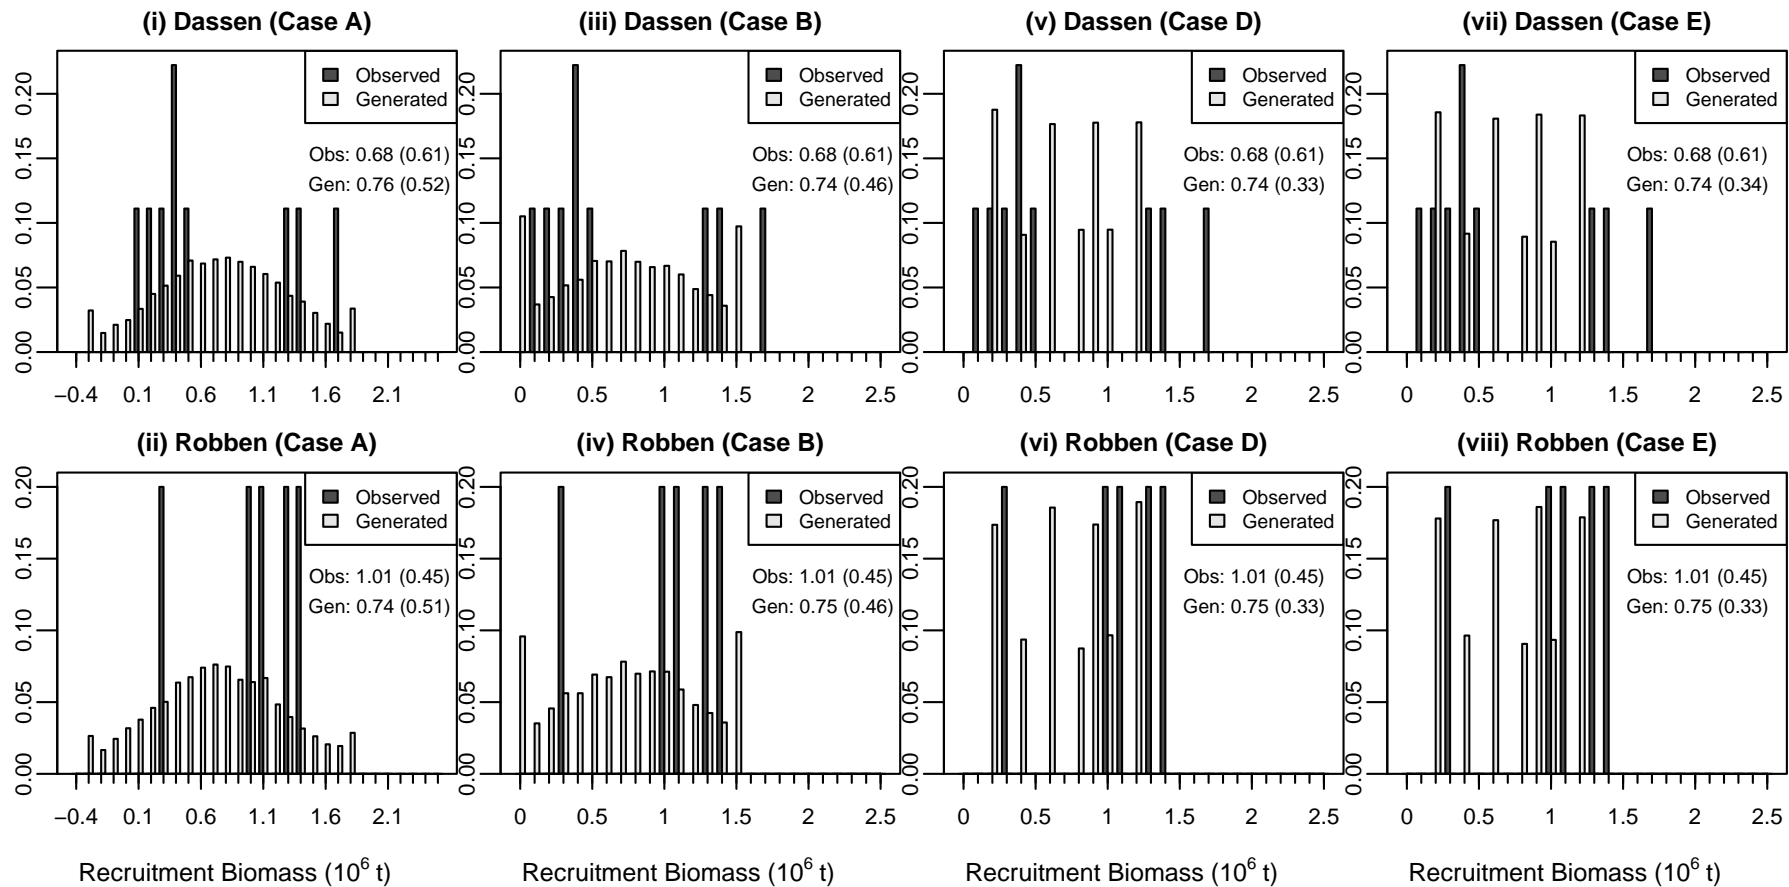 (i) Dassen (Case A)
Observed
Generated
Obs: 0.68 (0.61)
Gen: 0.76 (0.52)
0.00 0.05 0.10 0.15 0.20
−0.4 0.1 0.6 1.1 1.6 2.1
(iii) Dassen (Case B)
Observed
Generated
Obs: 0.68 (0.61)
Gen: 0.74 (0.46)
0.00 0.05 0.10 0.15 0.20
0 0.5 1 1.5 2 2.5
(v) Dassen (Case D)
Observed
Generated
Obs: 0.68 (0.61)
Gen: 0.74 (0.33)
0.00 0.05 0.10 0.15 0.20
0 0.5 1 1.5 2 2.5
(vii) Dassen (Case E)
Observed
Generated
Obs: 0.68 (0.61)
Gen: 0.74 (0.34)
0.00 0.05 0.10 0.15 0.20
0 0.5 1 1.5 2 2.5
(ii) Robben (Case A)
Observed
Generated
Obs: 1.01 (0.45)
Gen: 0.74 (0.51)
0.00 0.05 0.10 0.15 0.20
−0.4 0.1 0.6 1.1 1.6 2.1
Recruitment Biomass (10⁶ t)
(iv) Robben (Case B)
Observed
Generated
Obs: 1.01 (0.45)
Gen: 0.75 (0.46)
0.00 0.05 0.10 0.15 0.20
0 0.5 1 1.5 2 2.5
Recruitment Biomass (10⁶ t)
(vi) Robben (Case D)
Observed
Generated
Obs: 1.01 (0.45)
Gen: 0.75 (0.33)
0.00 0.05 0.10 0.15 0.20
0 0.5 1 1.5 2 2.5
Recruitment Biomass (10⁶ t)
(viii) Robben (Case E)
Observed
Generated
Obs: 1.01 (0.45)
Gen: 0.75 (0.33)
0.00 0.05 0.10 0.15 0.20
0 0.5 1 1.5 2 2.5
Recruitment Biomass (10⁶ t)